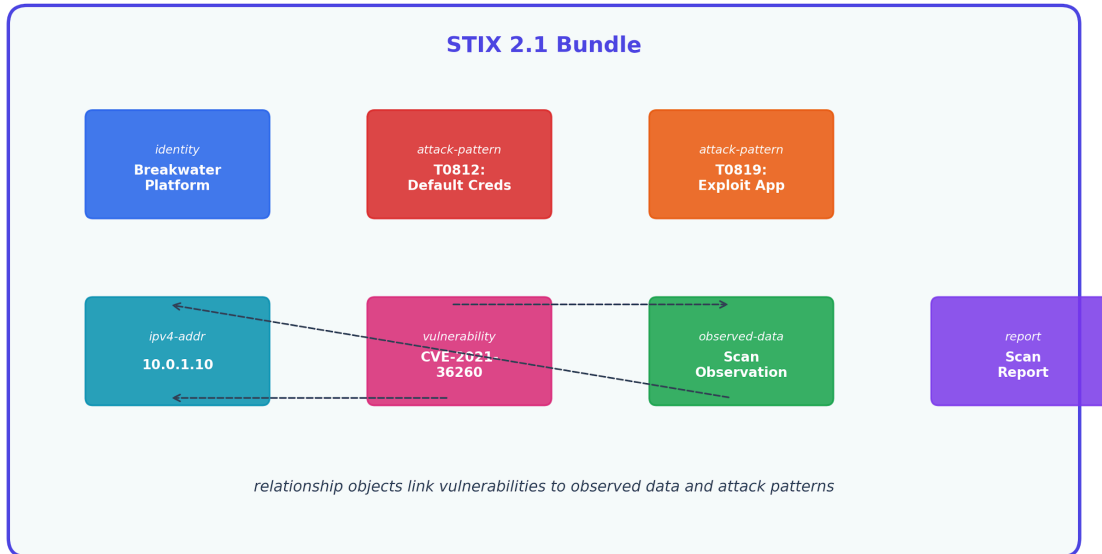 STIX 2.1 Bundle
identity
Breakwater
Platform
attack-pattern
T0812:
Default Creds
attack-pattern
T0819:
Exploit App
ipv4-addr
10.0.1.10
vulnerability
CVE-2021-
36260
observed-data
Scan
Observation
report
Scan
Report
relationship objects link vulnerabilities to observed data and attack patterns